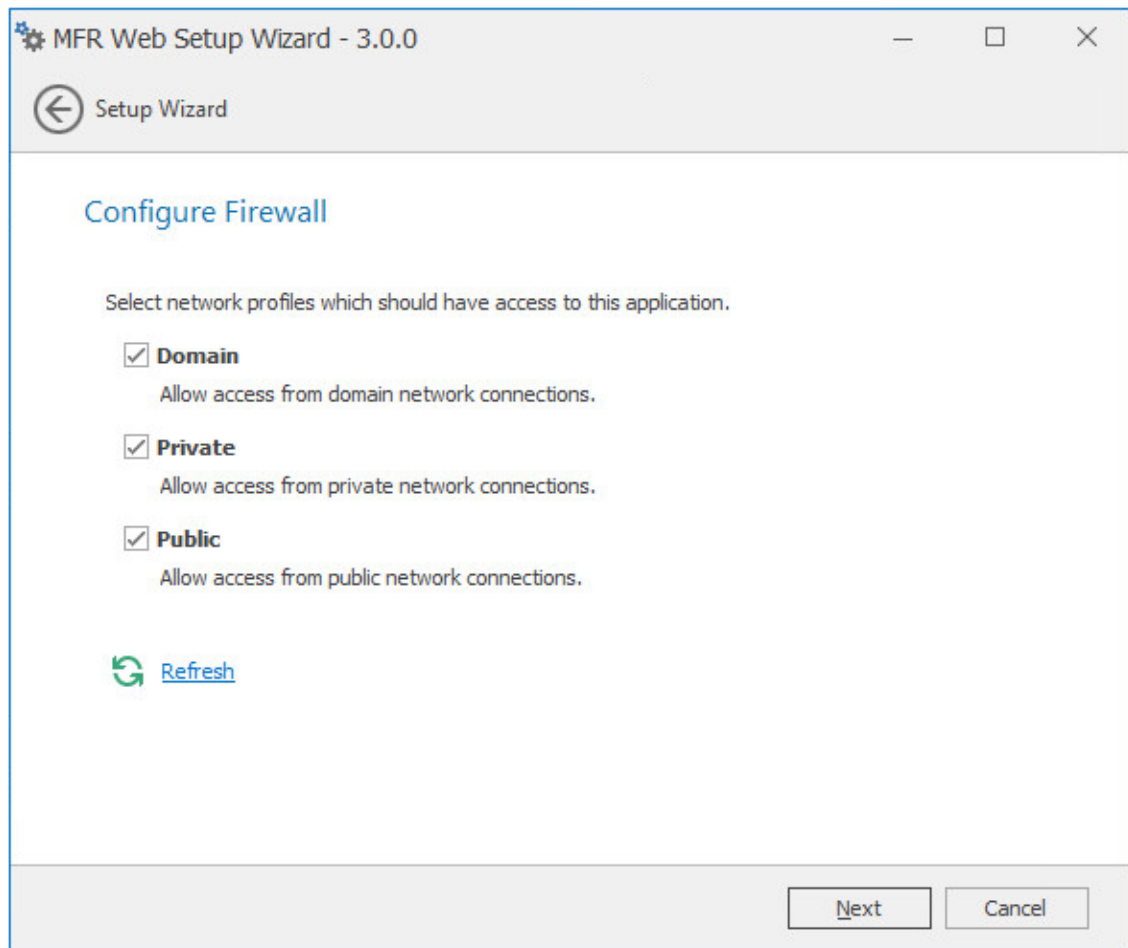 MFR Web Setup Wizard - 3.0.0
Setup Wizard
Configure Firewall
Select network profiles which should have access to this application.
Domain
Allow access from domain network connections.
Private
Allow access from private network connections.
Public
Allow access from public network connections.
Refresh
Next Cancel